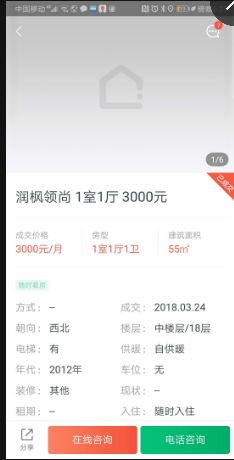 中国移动
7
1/6
已成交
润枫领尚 1室1厅 3000元
成交价格 房型 建筑面积
3000元/月 1室1厅1卫 55㎡
随时看房
方式： -- 成交： 2018.03.24
朝向： 西北 楼层： 中楼层/18层
电梯： 有 供暖： 自供暖
年代： 2012年 车位： 无
装修： 其他 现状： --
租期： -- 入住： 随时入住
分享 在线咨询 电话咨询